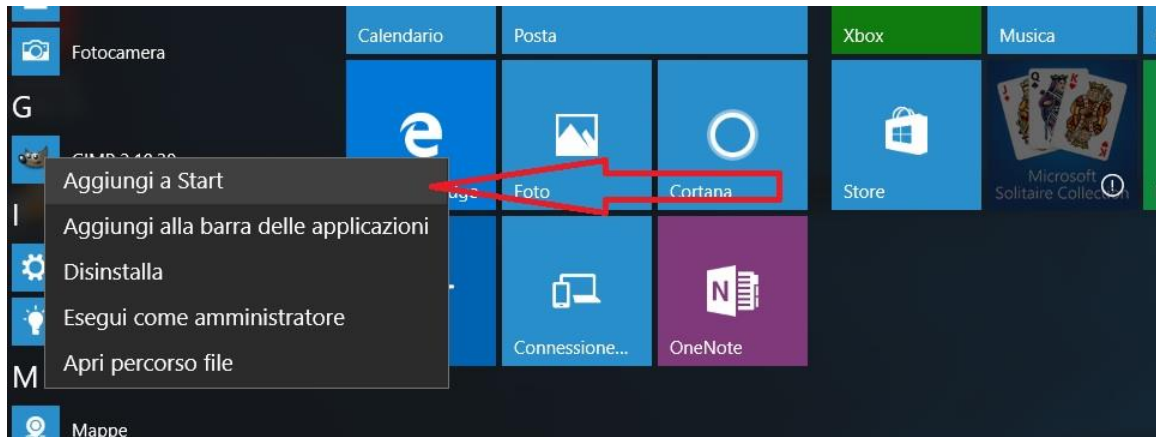 Fotocamera
G
I
M
Mappe
Aggiungi a Start
Aggiungi alla barra delle applicazioni
Disinstalla
Esegui come amministratore
Apri percorso file
Calendario
Posta
Xbox
Musica
Foto
Cortana
Store
Microsoft
Solitaire Collection
Connessione...
OneNote